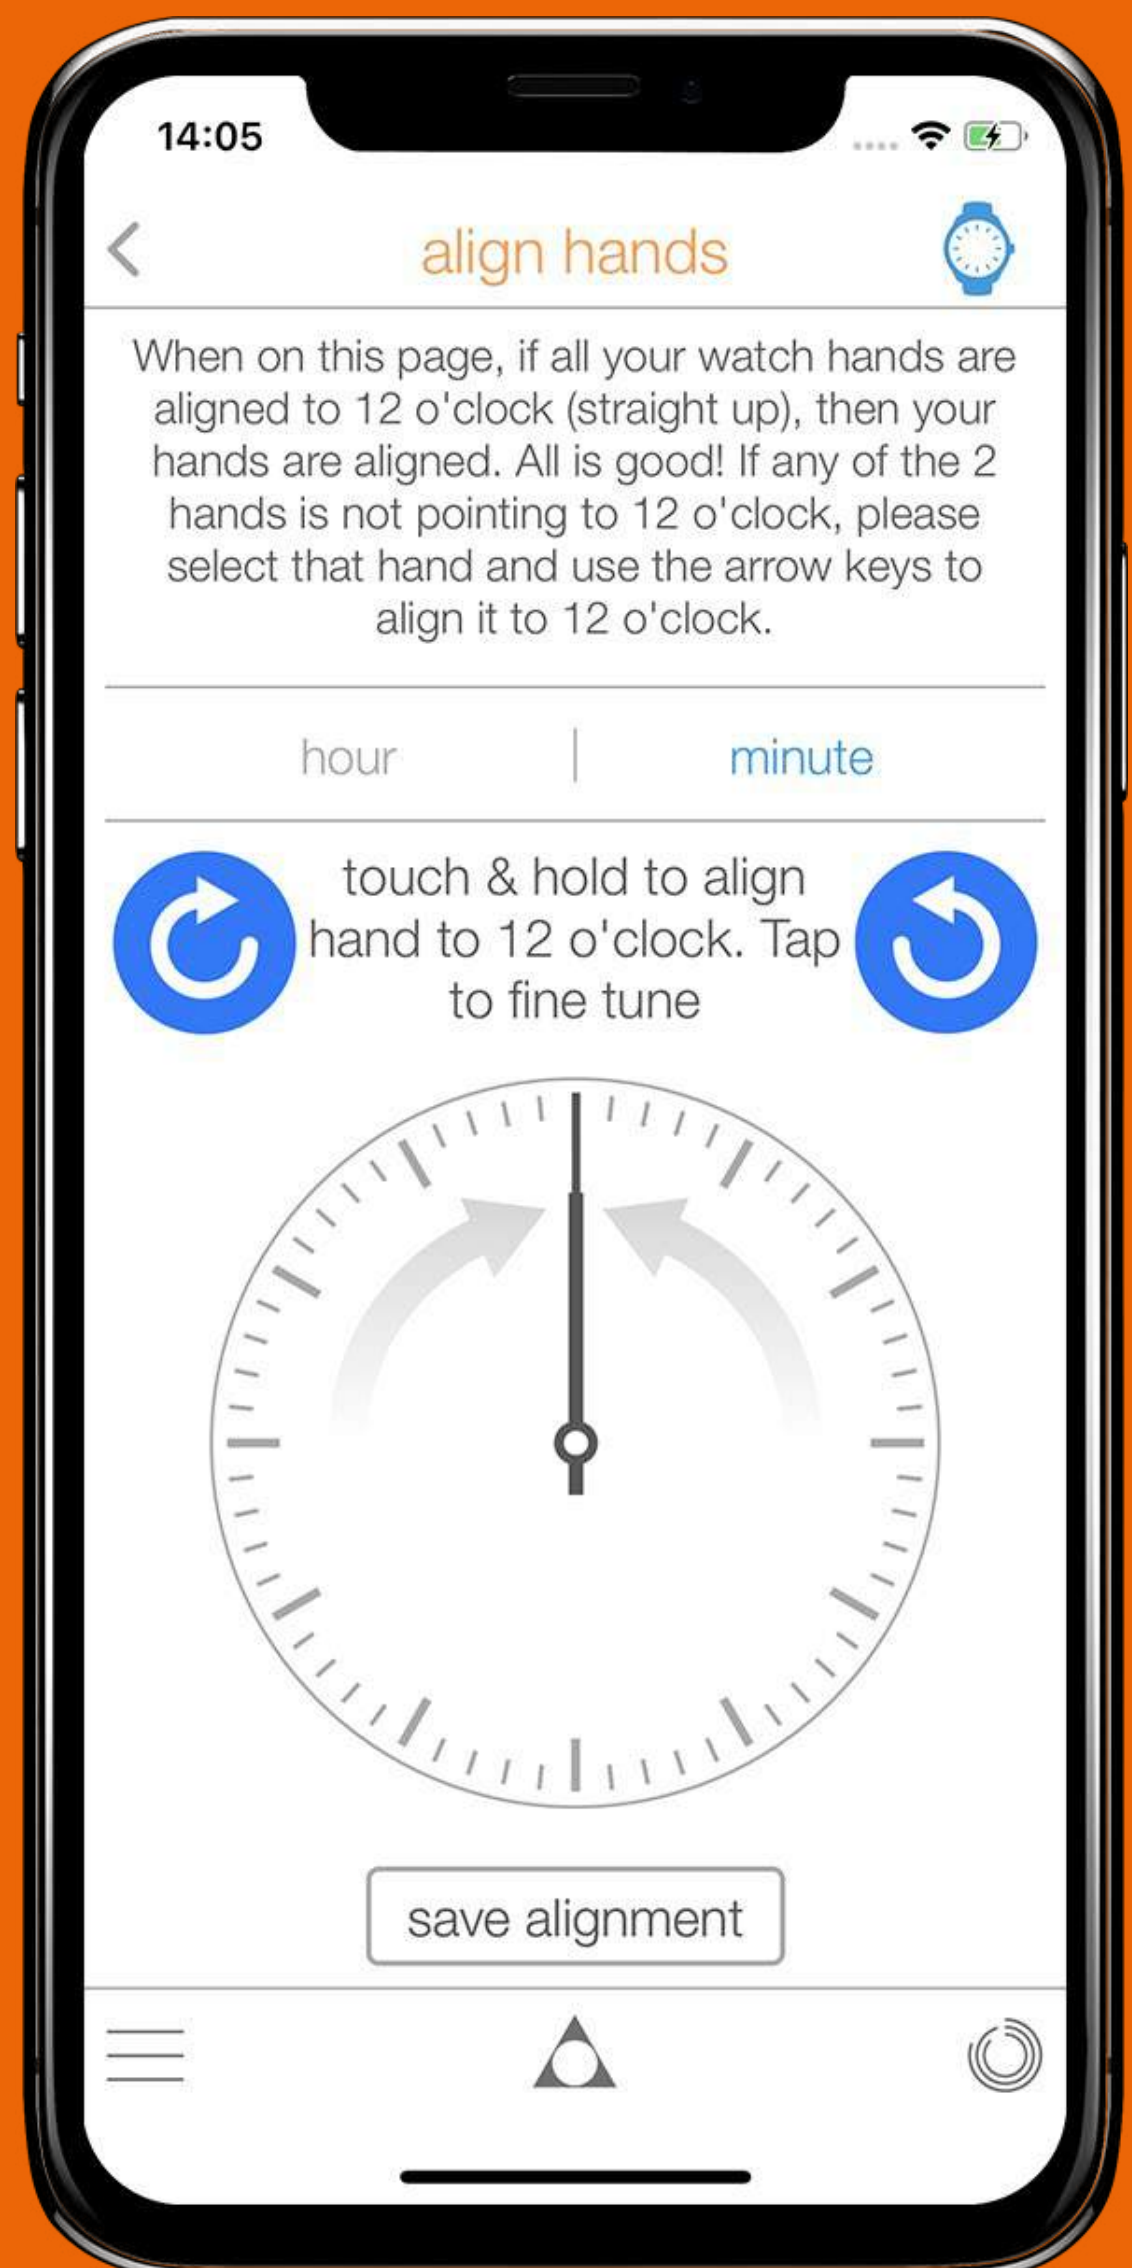 14:05
align hands
When on this page, if all your watch hands are
aligned to 12 o'clock (straight up), then your
hands are aligned. All is good! If any of the 2
hands is not pointing to 12 o'clock, please
select that hand and use the arrow keys to
align it to 12 o'clock.
hour | minute
touch & hold to align
hand to 12 o'clock. Tap
to fine tune
save alignment